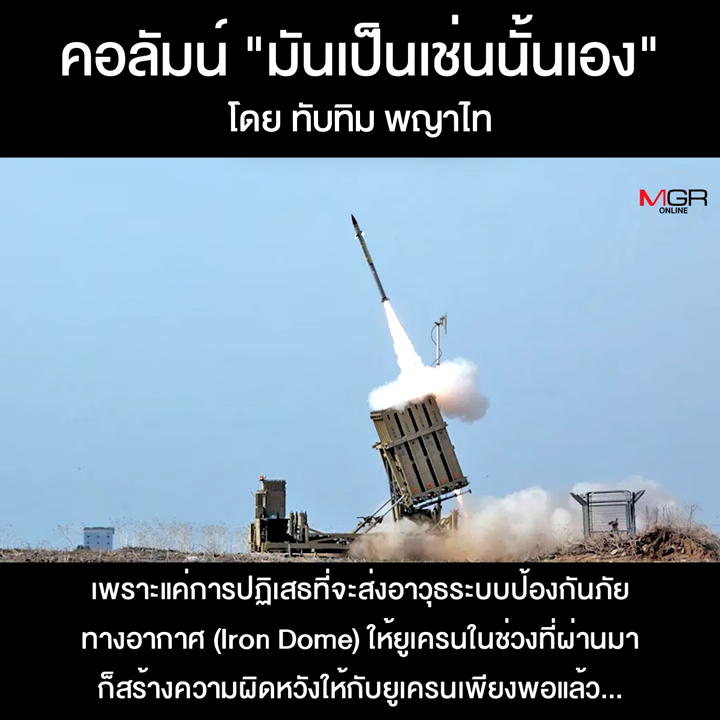 คอลัมน์ "มันเป็นเช่นนั้นเอง"
โดย ทับทิม พญาไท
MGR
ONLINE
เพราะแค่การปฏิเสธที่จะส่งอาวุธระบบป้องกันภัย
ทางอากาศ (Iron Dome) ให้ยูเครนในช่วงที่ผ่านมา
ก็สร้างความผิดหวังให้กับยูเครนเพียงพอแล้ว...